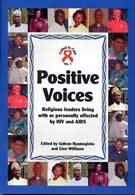 Positive
Voices
Religious leaders living
with or personally affected
by HIV and AIDS
Edited by Gideon Byamugisha
and Glen Williams